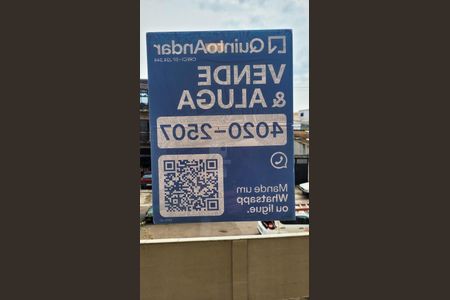 QuintoAndar
VENDE
& ALUGA
4020-2507
Mande um
Whatsapp
ou ligue.